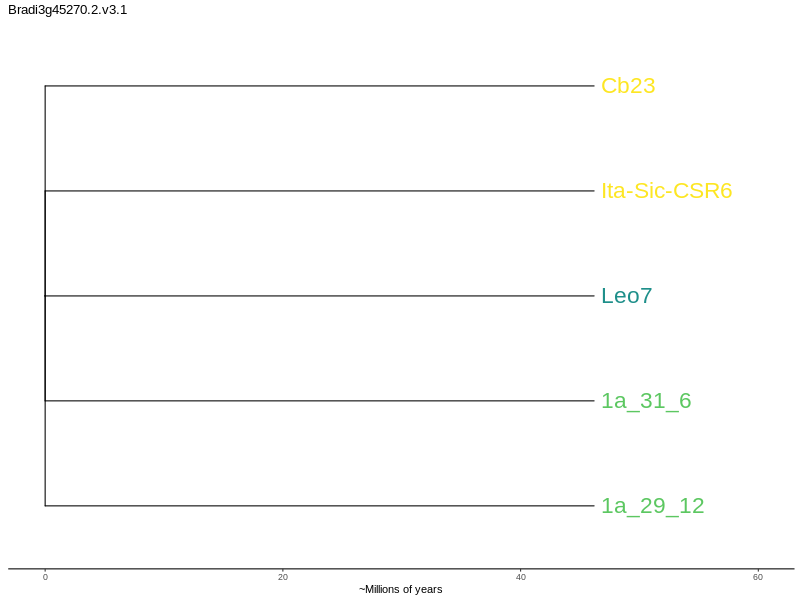 Bradi3g45270.2.v3.1
Cb23
Ita-Sic-CSR6
Leo7
1a_31_6
1a_29_12
0 20 40 60
~Millions of years